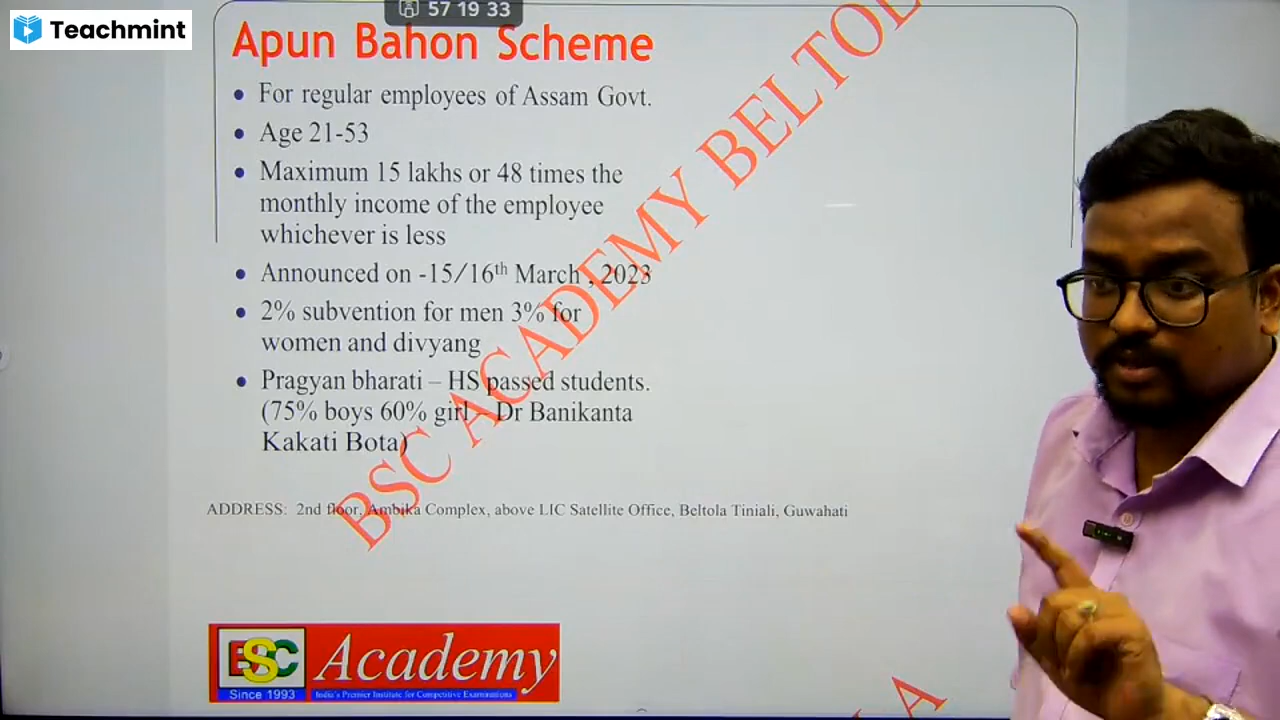 Teachmint
57 19 33
Apun Bahon Scheme
• For regular employees of Assam Govt.
• Age 21-53
• Maximum 15 lakhs or 48 times the
monthly income of the employee
whichever is less
• Announced on -15/16th March , 2023
• 2% subvention for men 3% for
women and divyang
• Pragyan bharati – HS passed students.
(75% boys 60% girl – Dr Banikanta
Kakati Bota)
BSC ACADEMY BELTOL
ADDRESS: 2nd floor, Ambika Complex, above LIC Satellite Office, Beltola Tiniali, Guwahati
BSC Academy
Since 1993
India's Premier Institute for Competitive Examinations
LA